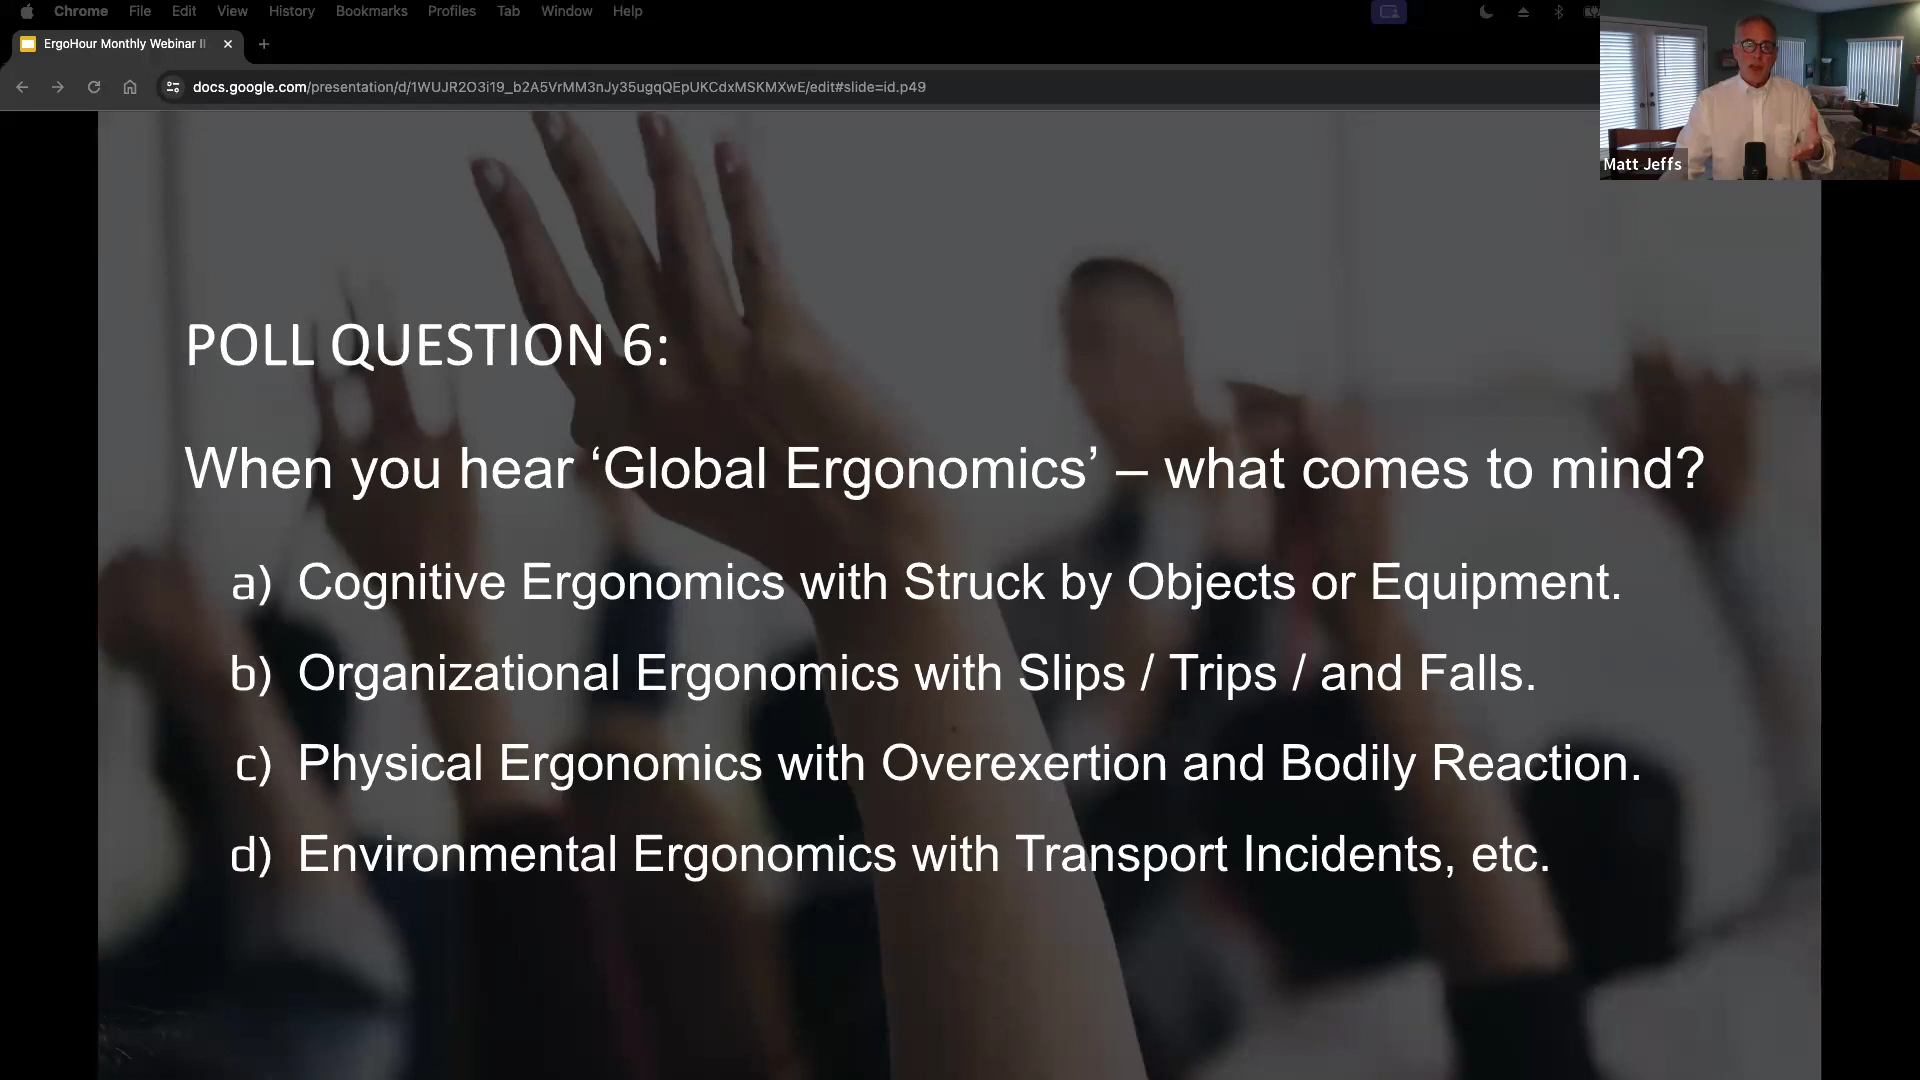 Chrome File Edit View History Bookmarks Profiles Tab Window Help
ErgoHour Monthly Webinar
docs.google.com/presentation/d/1WUJR2O3i19_b2A5VrMM3nJy35ugqQEpUKCdxMSKMXwE/edit#slide=id.p49
Matt Jeffs
POLL QUESTION 6:
When you hear ‘Global Ergonomics’ – what comes to mind?
a) Cognitive Ergonomics with Struck by Objects or Equipment.
b) Organizational Ergonomics with Slips / Trips / and Falls.
c) Physical Ergonomics with Overexertion and Bodily Reaction.
d) Environmental Ergonomics with Transport Incidents, etc.